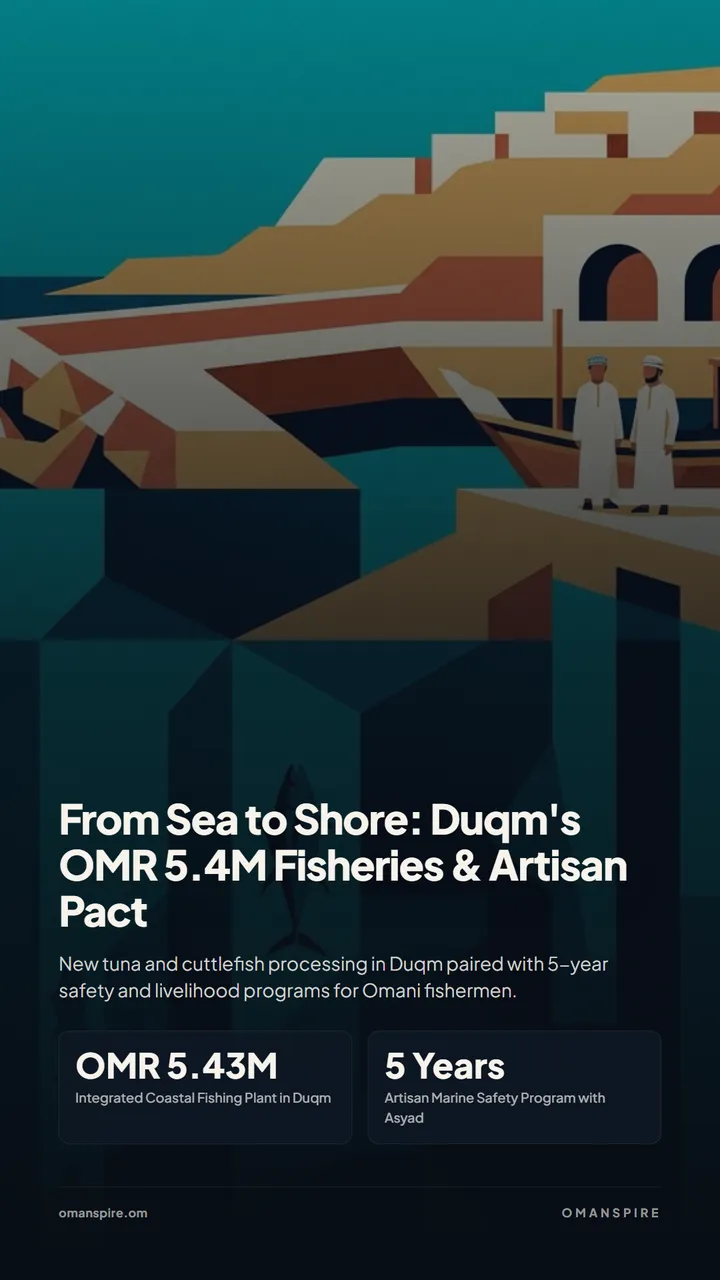 From Sea to Shore: Duqm's
OMR 5.4M Fisheries & Artisan
Pact
New tuna and cuttlefish processing in Duqm paired with 5–year
safety and livelihood programs for Omani fishermen.
OMR 5.43M
Integrated Coastal Fishing Plant in Duqm
5 Years
Artisan Marine Safety Program with
Asyad
omanspire.om
OMANSPIRE